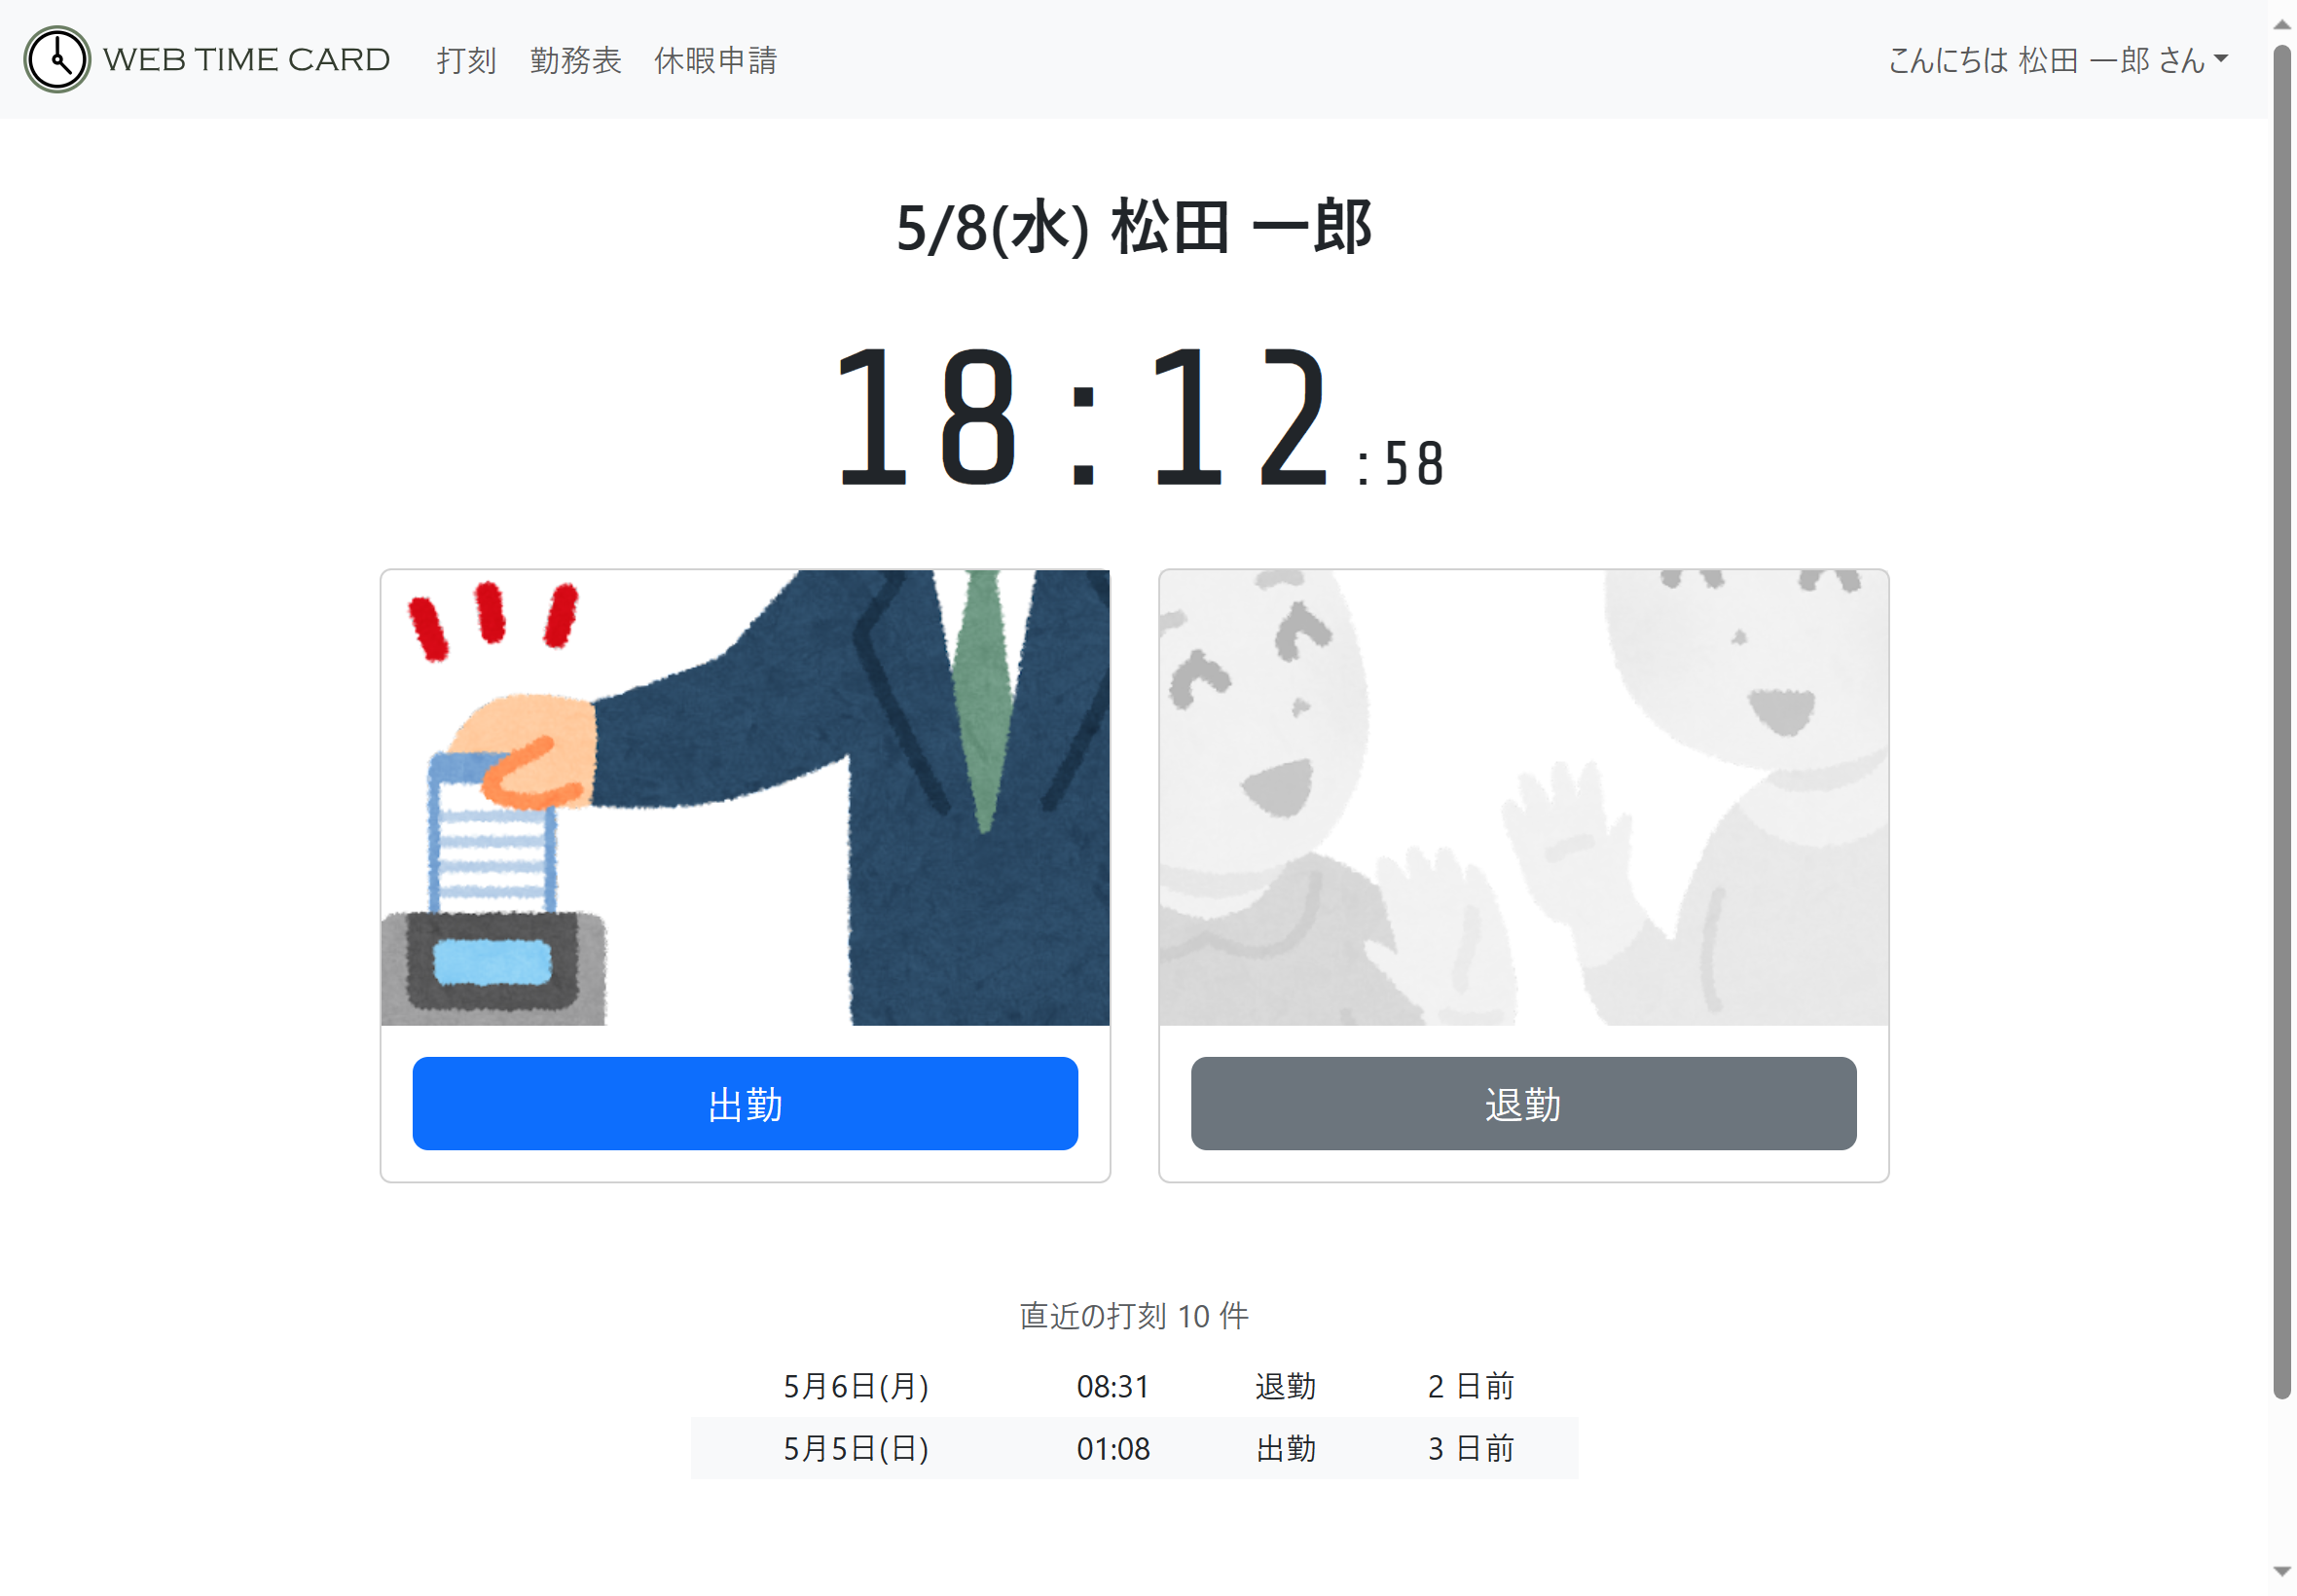 WEB TIME CARD 打刻 勤務表 休暇申請 こんにちは 松田 一郎 さん
5/8(水) 松田 一郎
18:12:58
出勤 退勤
直近の打刻 10 件
5月6日(月) 08:31 退勤 2 日前
5月5日(日) 01:08 出勤 3 日前